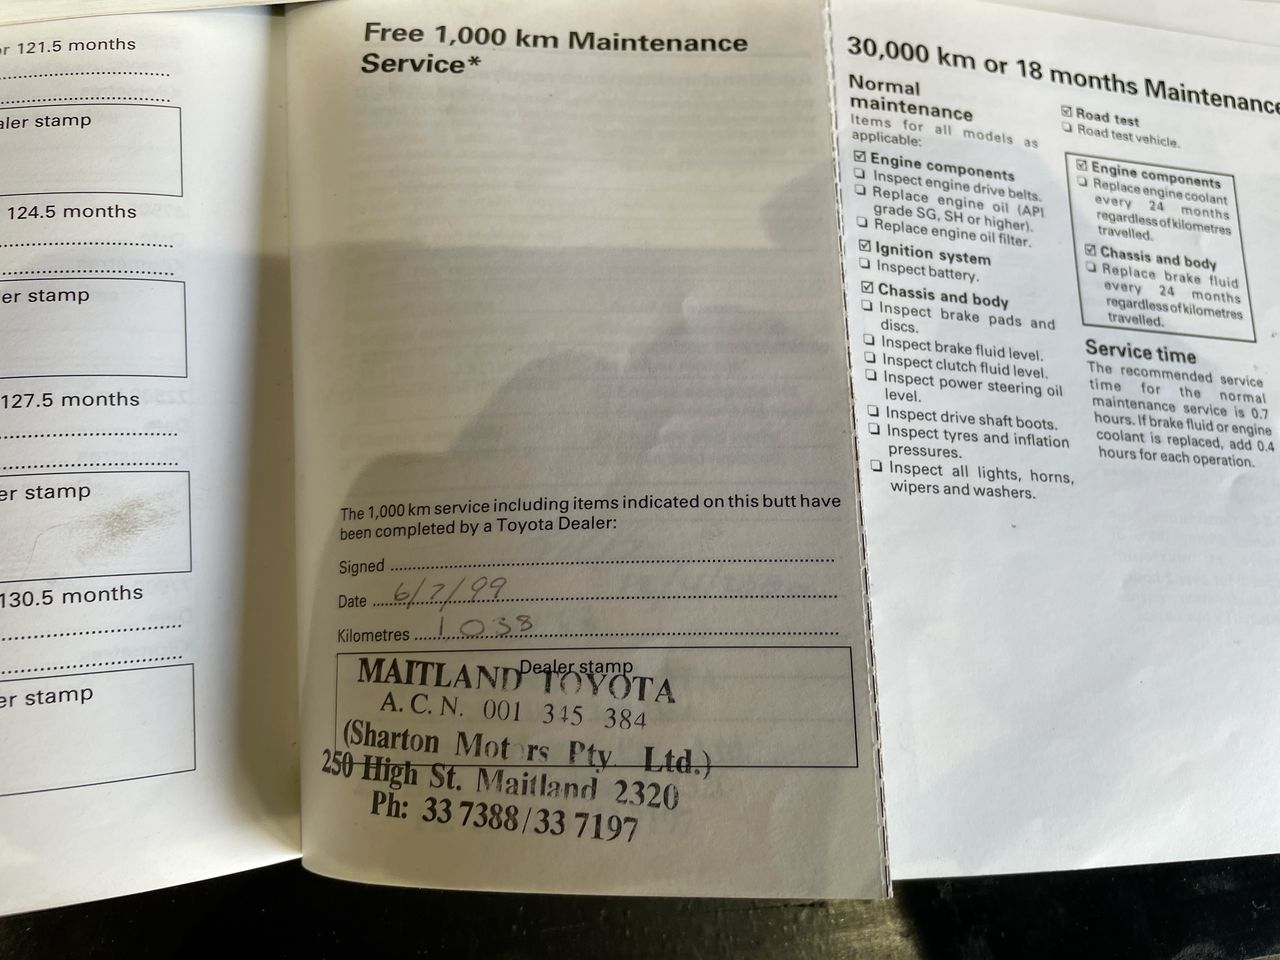 r 121.5 months
aler stamp
124.5 months
er stamp
127.5 months
er stamp
130.5 months
er stamp
Free 1,000 km Maintenance
Service*
The 1,000 km service including items indicated on this butt have
been completed by a Toyota Dealer:
Signed
Date 6/7/99
Kilometres 1038
Dealer stamp
MAITLAND TOYOTA
A. C. N. 001 345 384
(Sharton Motors Pty Ltd.)
250 High St. Maitland 2320
Ph: 33 7388/33 7197
30,000 km or 18 months Maintenance
Normal
maintenance
Items for all models as
applicable:
☑ Engine components
❏ Inspect engine drive belts.
❏ Replace engine oil (API
grade SG, SH or higher).
❏ Replace engine oil filter.
☑ Ignition system
❏ Inspect battery.
☑ Chassis and body
❏ Inspect brake pads and
discs.
❏ Inspect brake fluid level.
❏ Inspect clutch fluid level.
❏ Inspect power steering oil
level.
❏ Inspect drive shaft boots.
❏ Inspect tyres and inflation
pressures.
❏ Inspect all lights, horns,
wipers and washers.
☑ Road test
❏ Road test vehicle.
☑ Engine components
❏ Replace engine coolant
every 24 months
regardless of kilometres
travelled.
☑ Chassis and body
❏ Replace brake fluid
every 24 months
regardless of kilometres
travelled.
Service time
The recommended service
time for the normal
maintenance service is 0.7
hours. If brake fluid or engine
coolant is replaced, add 0.4
hours for each operation.